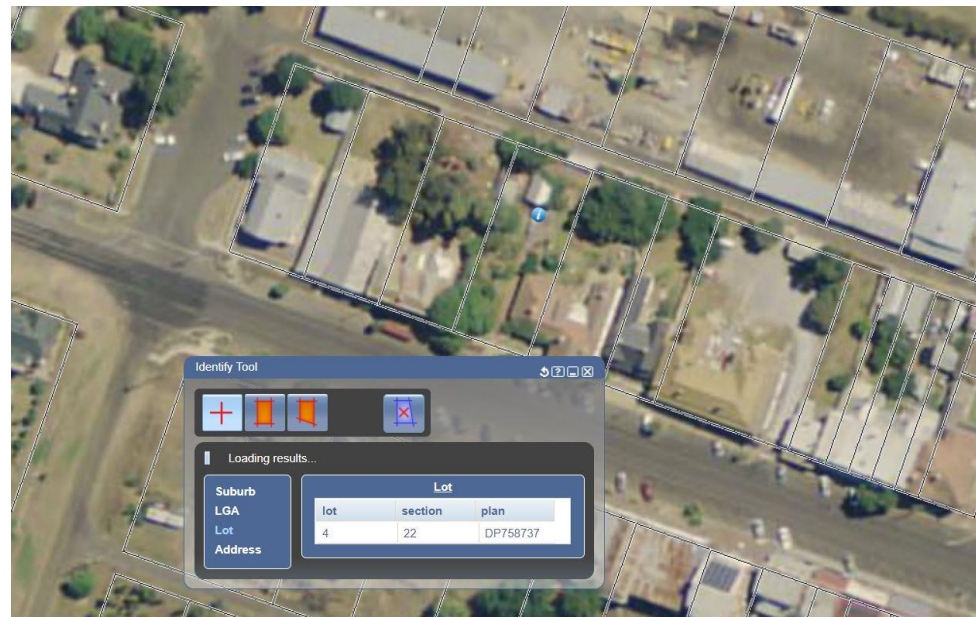 Identify Tool
Loading results...
Suburb
LGA
Lot
Address
Lot
lot section plan
4 22 DP758737